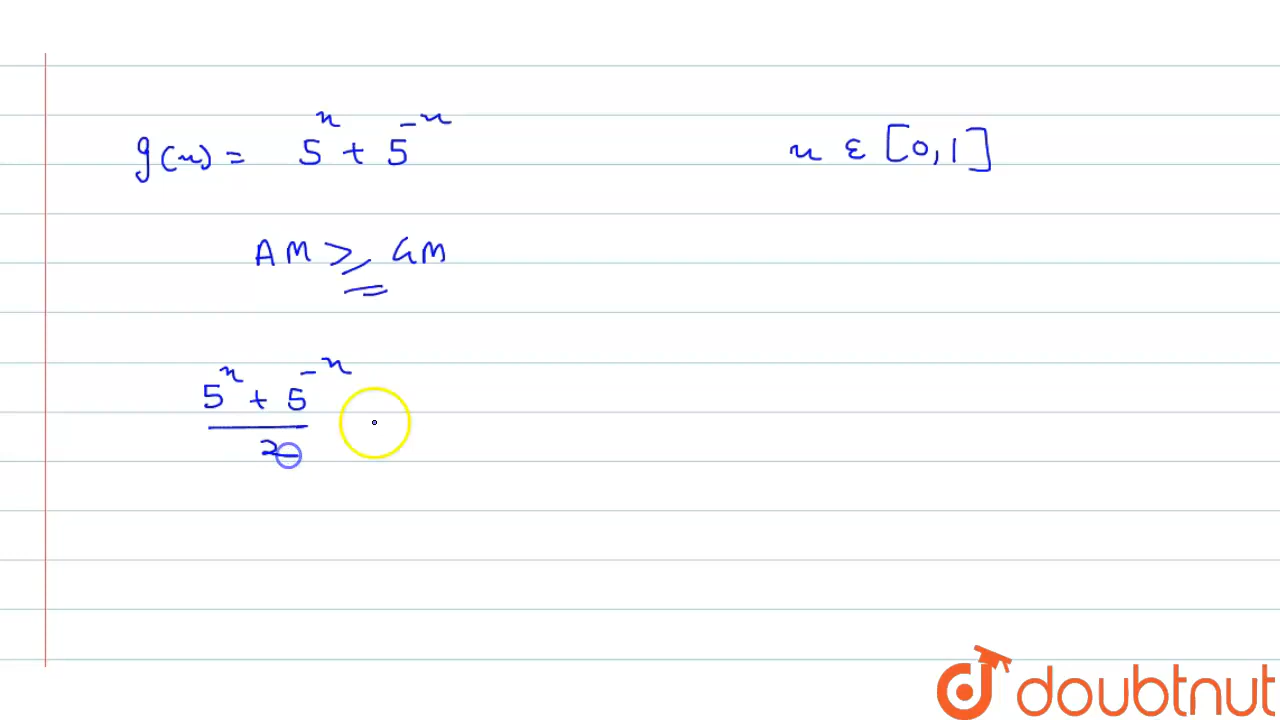 g(x) = 5^x + 5^-x x ε [0,1]
AM ≥ GM
5^x + 5^-x
2
doubtnut